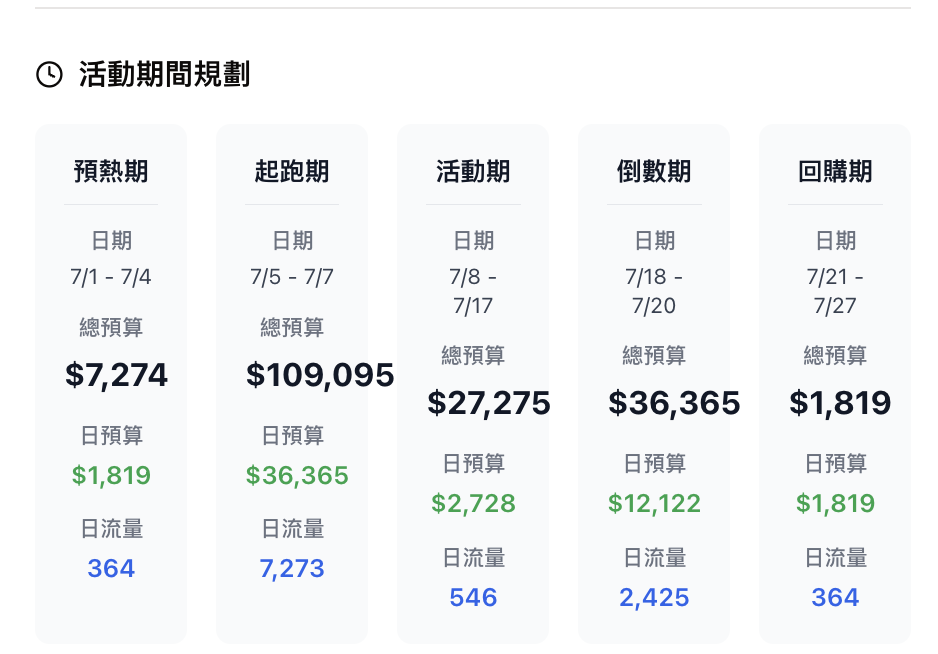 活動期間規劃
預熱期
日期
7/1 - 7/4
總預算
$7,274
日預算
$1,819
日流量
364
起跑期
日期
7/5 - 7/7
總預算
$109,095
日預算
$36,365
日流量
7,273
活動期
日期
7/8 -
7/17
總預算
$27,275
日預算
$2,728
日流量
546
倒數期
日期
7/18 -
7/20
總預算
$36,365
日預算
$12,122
日流量
2,425
回購期
日期
7/21 -
7/27
總預算
$1,819
日預算
$1,819
日流量
364